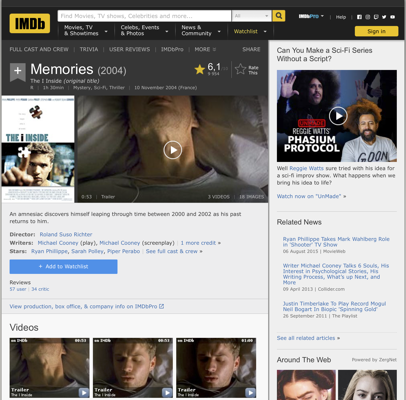 IMDb
Find Movies, TV shows, Celebrities and more...
All
IMDbPro
Help
Movies, TV
& Showtimes
Celebs, Events
& Photos
News &
Community
Watchlist
Sign in
FULL CAST AND CREW | TRIVIA | USER REVIEWS | IMDbPro | MORE
SHARE
Memories (2004)
The I Inside (original title)
R | 1h 30min | Mystery, Sci-Fi, Thriller | 10 November 2004 (France)
6,1
Rate
This
the i inside
0:53 | Trailer
3 VIDEOS
18 IMAGES
An amnesiac discovers himself leaping through time between 2000 and 2002 as his past
returns to him.
Director: Roland Suso Richter
Writers: Michael Cooney (play), Michael Cooney (screenplay) | 1 more credit »
Stars: Ryan Phillippe, Sarah Polley, Piper Perabo | See full cast & crew »
+ Add to Watchlist
Reviews
57 user | 34 critic
View production, box office, & company info on IMDbPro
Videos
on IMDb
00:53
Trailer
The I Inside
on IMDb
00:53
Trailer
The I Inside
on IMDb
Trailer
The I Inside
Can You Make a Sci-Fi Series
Without a Script?
REGGIE WATTS'
PHASIUM
PROTOCOL
Well Reggie Watts sure tried with his idea for
a sci-fi improv show. What happens when we
bring his idea to life?
Watch now on "UnMade" »
Related News
Ryan Phillippe Takes Mark Wahlberg Role
in 'Shooter' TV Show
06 August 2015 | MovieWeb
Writer Michael Cooney Talks 6 Souls, His
Interest in Psychological Stories, His
Writing Process, What's up Next, and
More
09 April 2013 | Collider.com
Justin Timberlake To Play Record Mogul
Neil Bogart In Biopic 'Spinning Gold'
26 September 2011 | The Playlist
See all related articles »
Around The Web
Powered by ZergNet